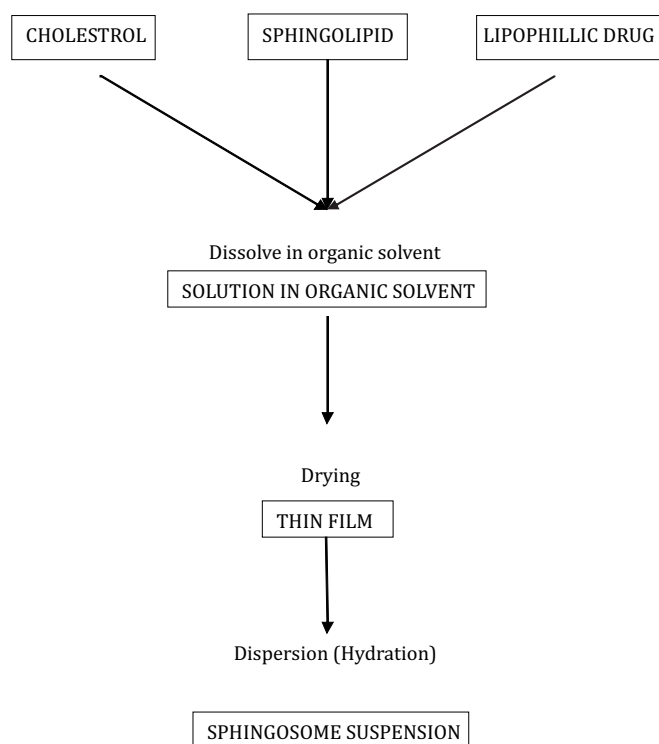 CHOLESTROL
SPHINGOLIPID
LIPOPHILLIC DRUG
Dissolve in organic solvent
SOLUTION IN ORGANIC SOLVENT
Drying
THIN FILM
Dispersion (Hydration)
SPHINGOSOME SUSPENSION